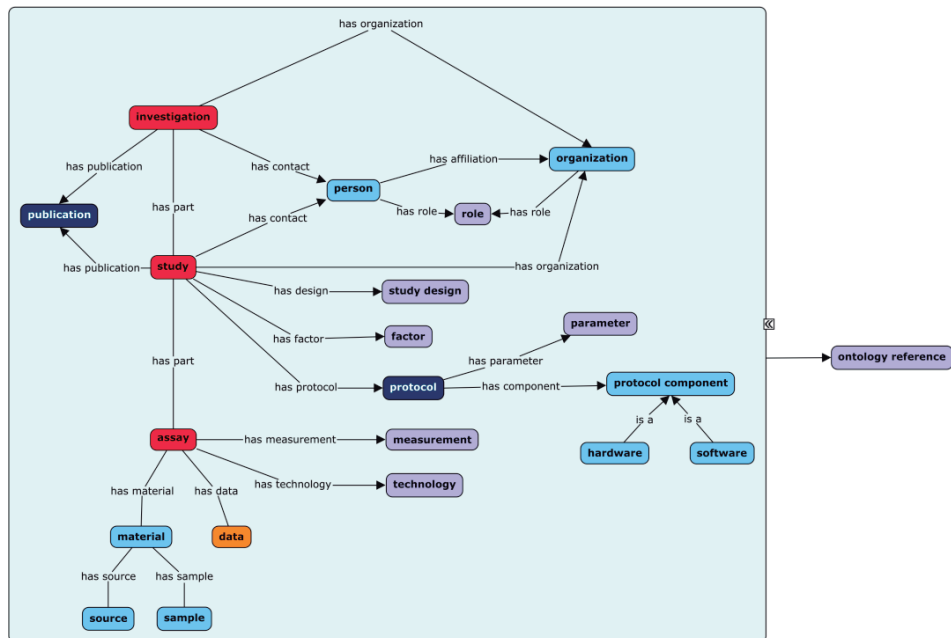 has organization
investigation
has publication
has contact
has affiliation
organization
person
has part
has role
role
has role
publication
has contact
has publication
study
has organization
has design
study design
parameter
has factor
factor
has parameter
ontology reference
has part
has protocol
protocol
has component
protocol component
is a
is a
assay
has measurement
measurement
hardware
software
has material
has data
has technology
technology
material
data
has source
has sample
source
sample